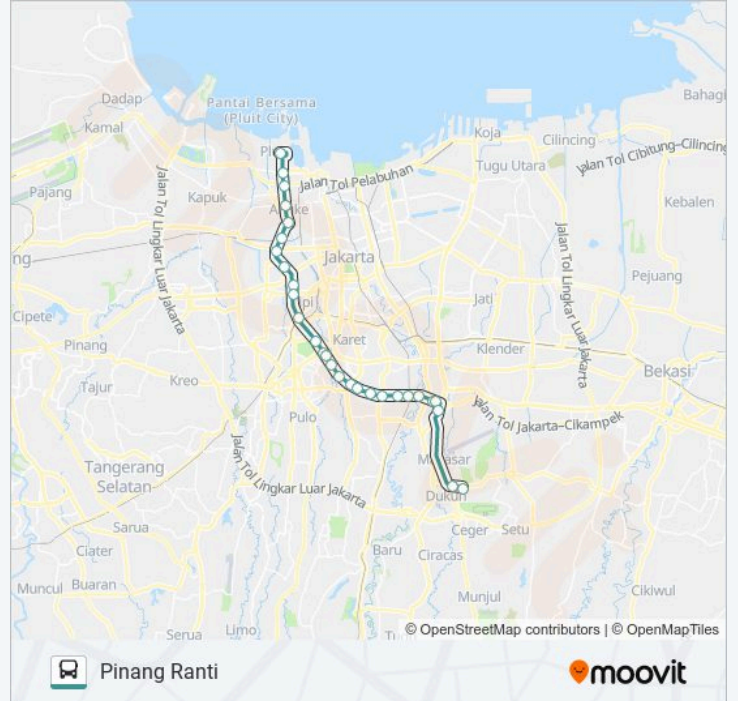 Bahagi
Dadap
Pantai Bersama
(Pluit City)
Kamal
Koja
Cilincing
Jalan Tol Cibitung–Cilincing
Tugu Utara
Jalan Tol Pelabuhan
Pajang
Kapuk
Kebalen
Jalan Tol Lingkar Luar Jakarta
Jalan Tol Lingkar Luar Jakarta
ng
Jakarta
Pejuang
Jati
Cipete
Pinang
Karet
Klender
Bekasi
Kreo
Tajur
Jalan Tol Jakarta–Cikampek
Pulo
Jalan Tol Lingkar Luar Jakarta
Tangerang
Selatan
Dukuh
Sarua
Ceger
Setu
Baru
Ciracas
Ciater
Muncul
Buaran
Munjul
Cikiwul
Serua
Limo
© OpenStreetMap contributors | © OpenMapTiles
Pinang Ranti
moovit